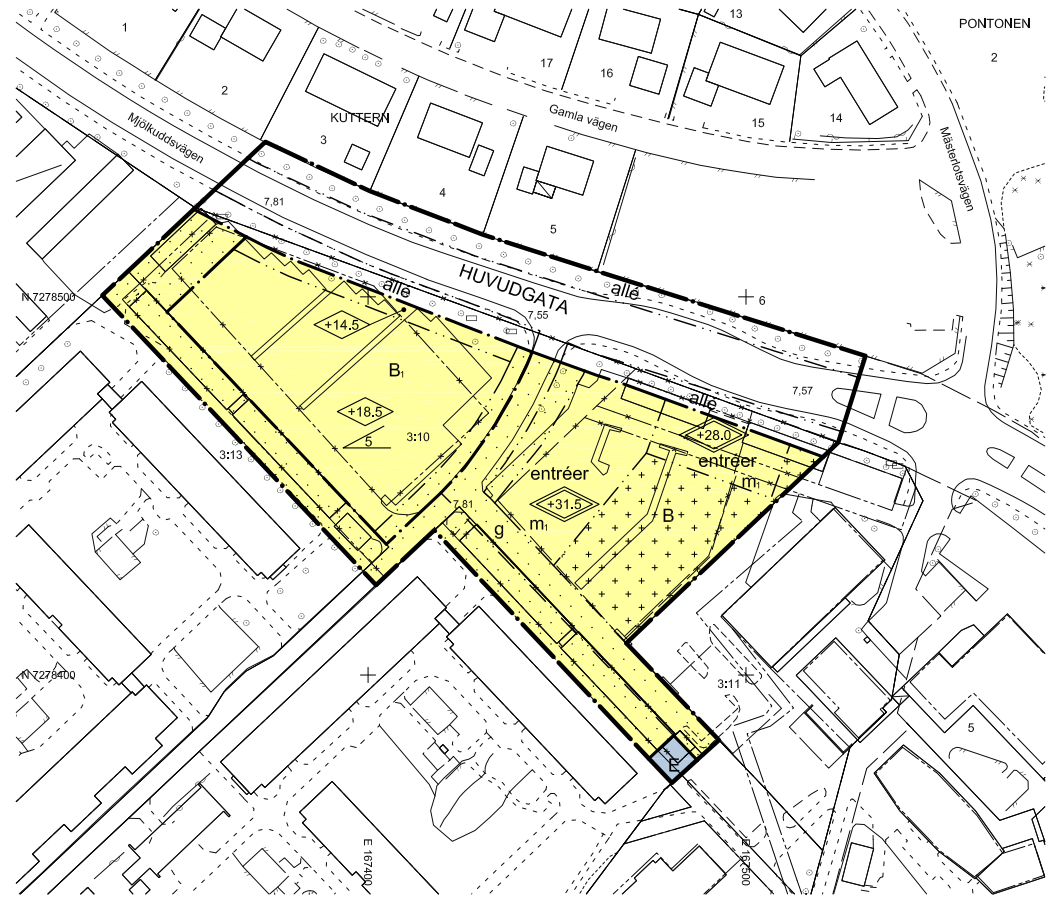 1
13
PONTONEN
2
17
16
2
KUTTERN
Gamla vägen
15
14
Mjölkuddsvägen
3
Mästerlotsvägen
4
7,81
5
HUVUDGATA
allé
allé
N 7278500
6
7,55
+14.5
B1
7,57
allé
+18.5
5
3:10
+28.0
3:13
entréer
entréer
m1
7,81
+31.5
g
m1
B
N 7278400
3:11
5
E
E 167400
E 167500